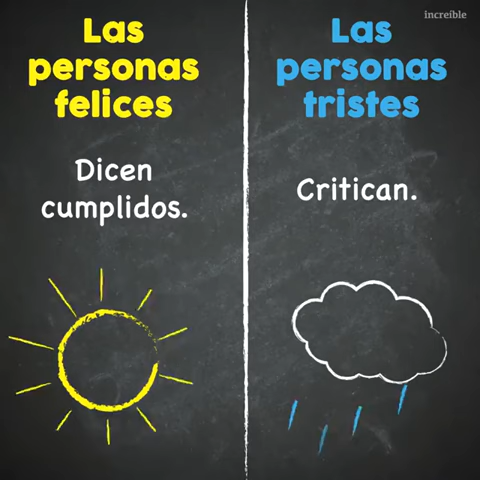 Las
personas
felices
Dicen
cumplidos.
increíble
Las
personas
tristes
Critican.